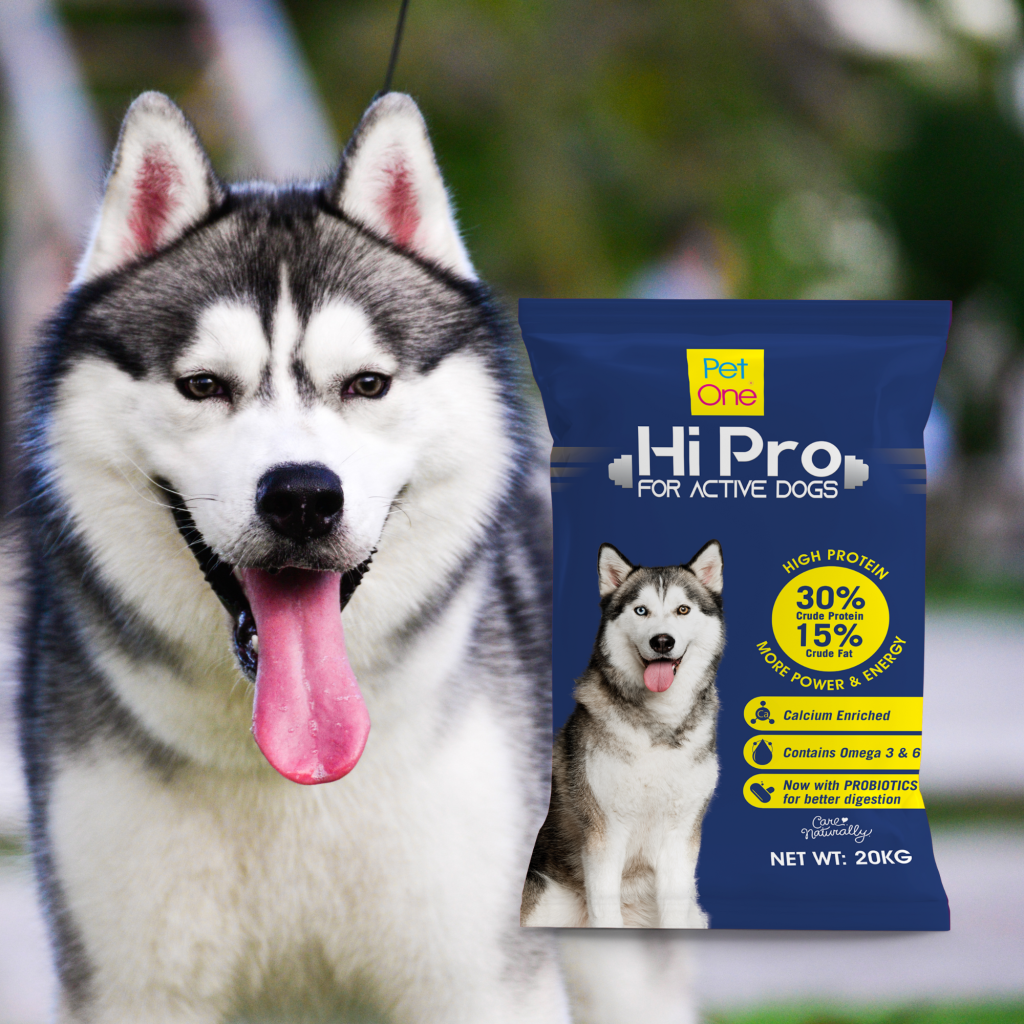 Pet
One
Hi Pro
FOR ACTIVE DOGS
HIGH PROTEIN
30%
Crude Protein
15%
Crude Fat
MORE POWER & ENERGY
Ca
Calcium Enriched
Contains Omega 3 & 6
Now with PROBIOTICS
for better digestion
Care
Naturally
NET WT: 20KG